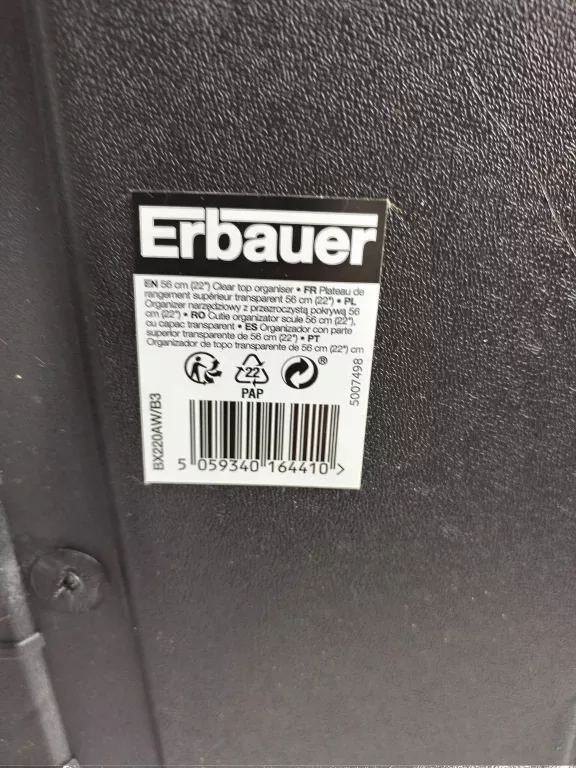 Erbauer
EN 56 cm (22") Clear top organiser • FR Plateau de
rangement supérieur transparent 56 cm (22") • PL
Organizer narzędziowy z przezroczystą pokrywą 56
cm (22") • RO Cutie organizator scule 56 cm (22"),
cu capac transparent • ES Organizador con parte
superior transparente de 56 cm (22") • PT
Organizador de topo transparente de 56 cm (22") cm
22
PAP
®
5007498
BX220AW/B3
5 059340 164410 >